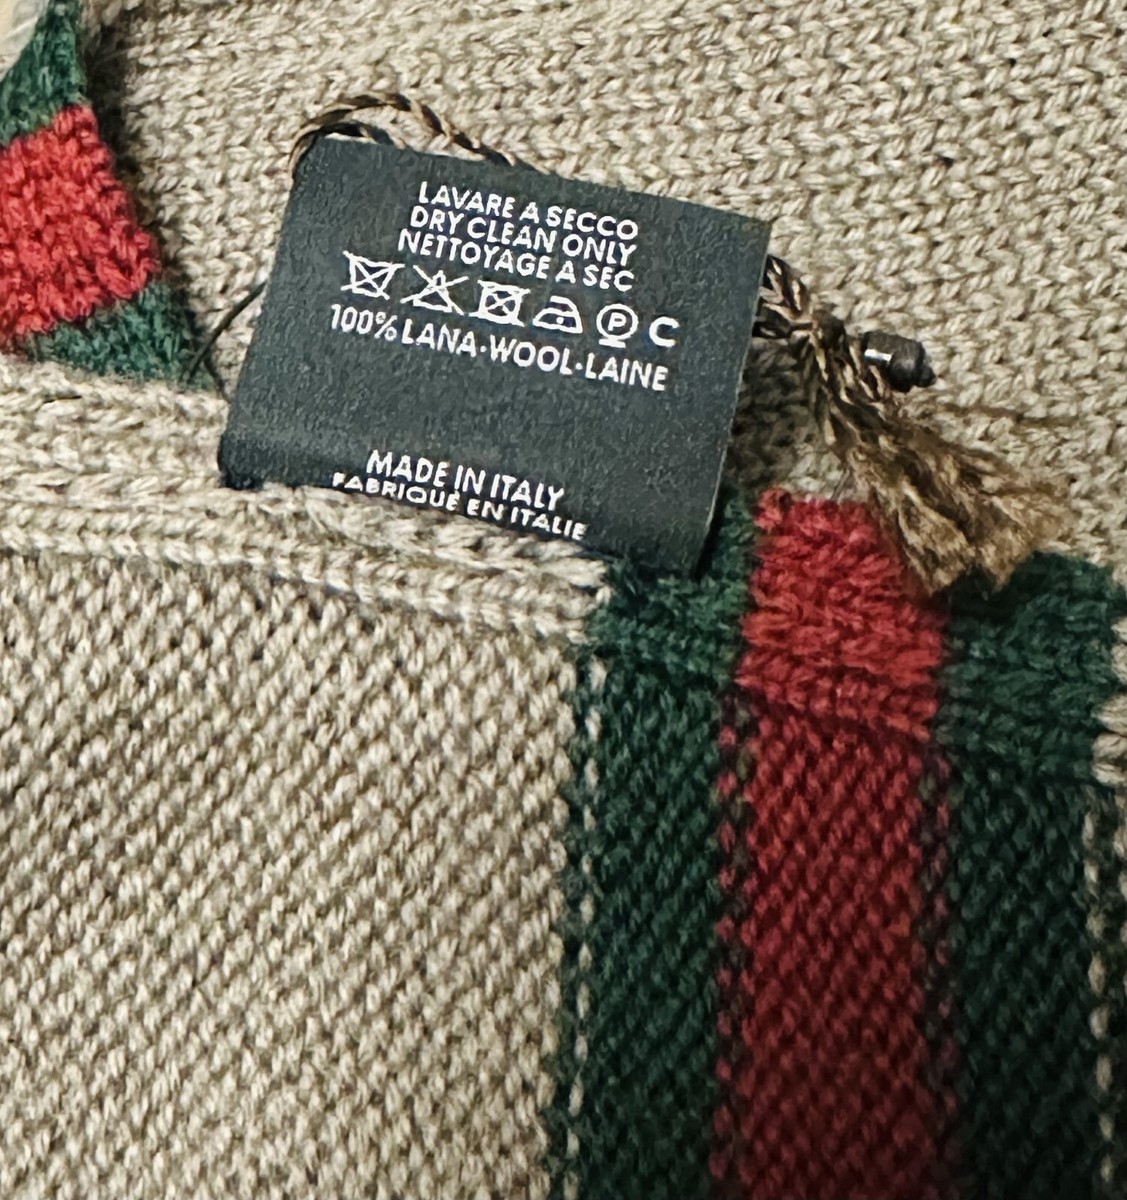 LAVARE A SECCO
DRY CLEAN ONLY
NETTOYAGE A SEC
P C
100% LANA·WOOL·LAINE
MADE IN ITALY
FABRIQUÉ EN ITALIE